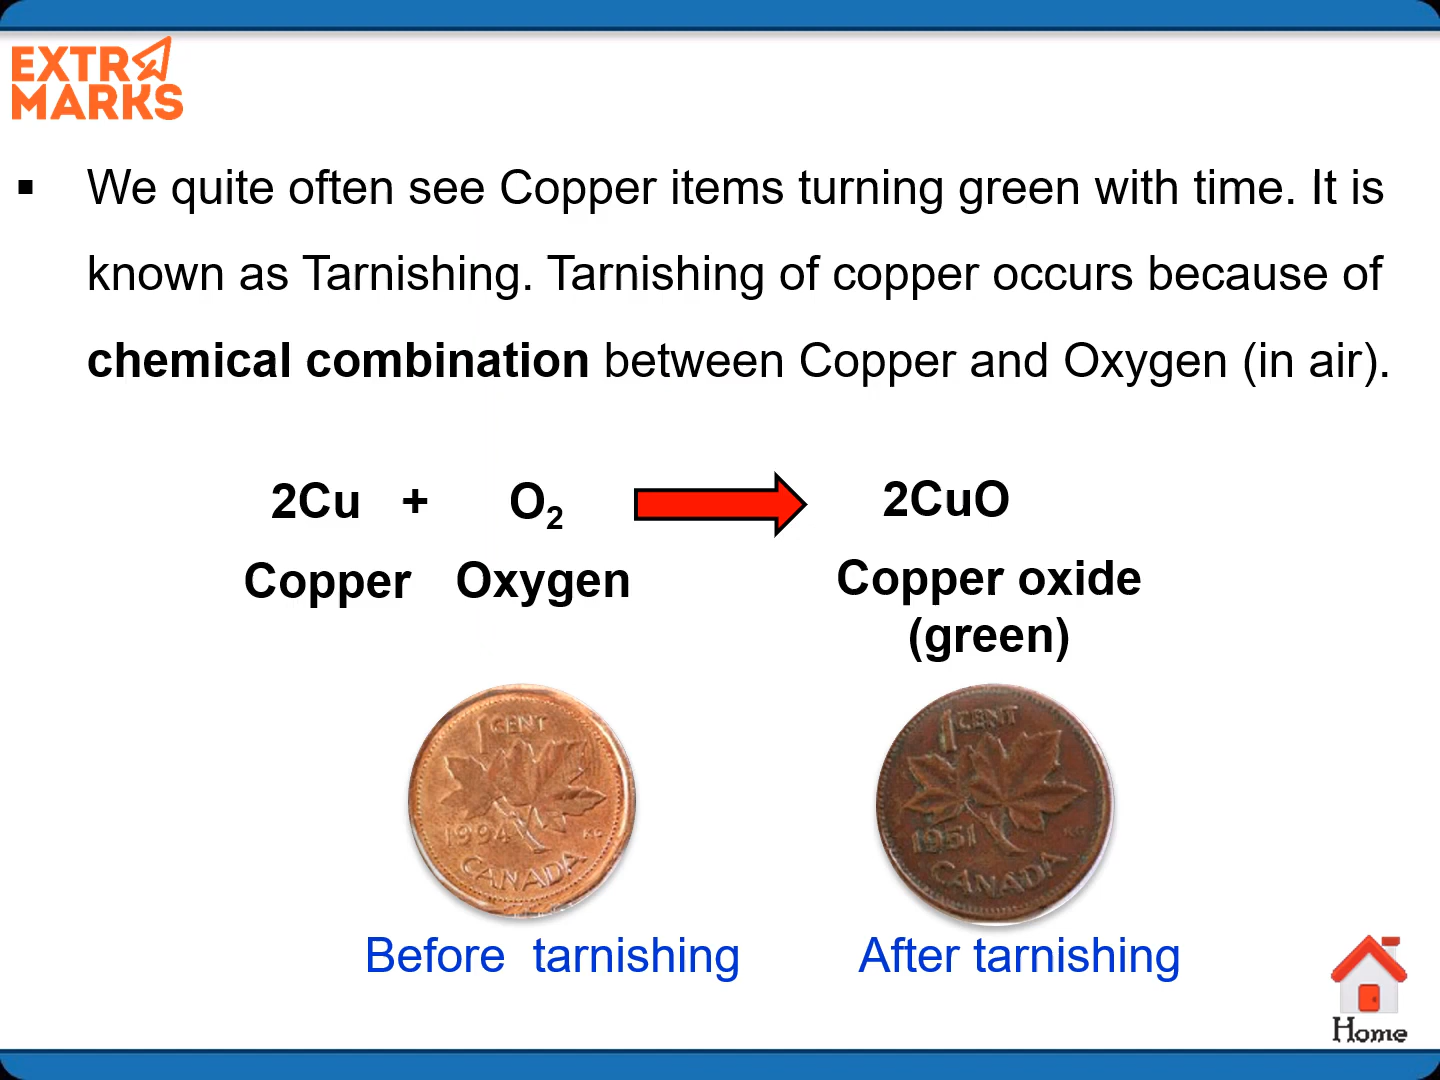 EXTRA
MARKS
▪ We quite often see Copper items turning green with time. It is
known as Tarnishing. Tarnishing of copper occurs because of
chemical combination between Copper and Oxygen (in air).
2Cu + O₂ 2CuO
Copper Oxygen Copper oxide
(green)
1 CENT
1994 KG
CANADA
1 CENT
1951 KG
CANADA
Before tarnishing After tarnishing
Home